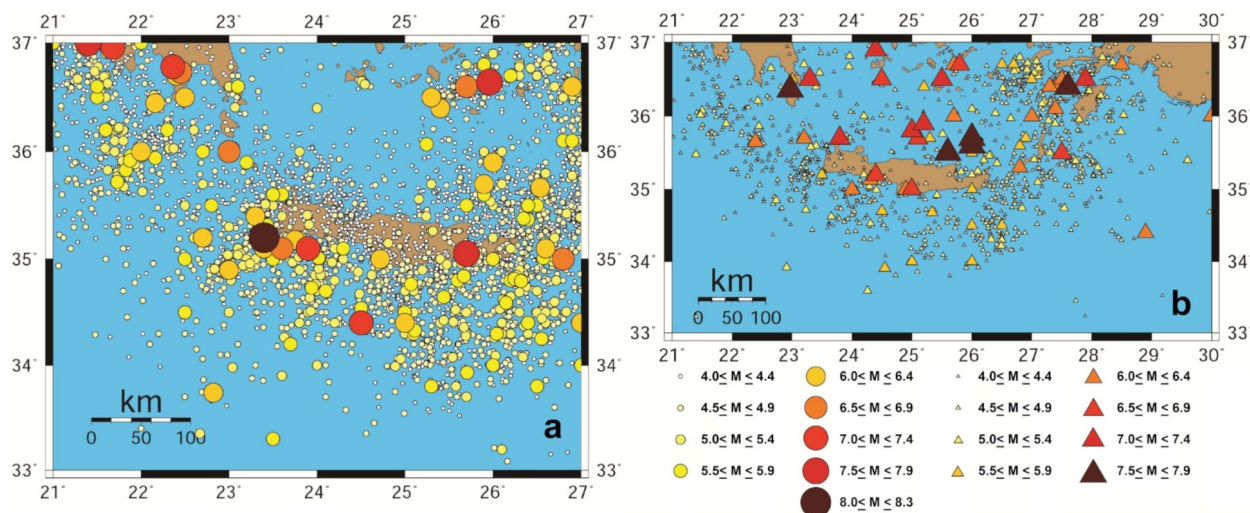 21˚ 22˚ 23˚ 24˚ 25˚ 26˚ 27˚
37˚ 37˚
36˚ 36˚
35˚ 35˚
34˚ 34˚
33˚ 33˚
km
0 50 100
a
21˚ 22˚ 23˚ 24˚ 25˚ 26˚ 27˚
21˚ 22˚ 23˚ 24˚ 25˚ 26˚ 27˚ 28˚ 29˚ 30˚
37˚ 37˚
36˚ 36˚
35˚ 35˚
34˚ 34˚
33˚ 33˚
km
0 50 100
b
21˚ 22˚ 23˚ 24˚ 25˚ 26˚ 27˚ 28˚ 29˚ 30˚
4.0≤ M ≤ 4.4 6.0≤ M ≤ 6.4 4.0≤ M ≤ 4.4 6.0≤ M ≤ 6.4
4.5≤ M ≤ 4.9 6.5≤ M ≤ 6.9 4.5≤ M ≤ 4.9 6.5≤ M ≤ 6.9
5.0≤ M ≤ 5.4 7.0≤ M ≤ 7.4 5.0≤ M ≤ 5.4 7.0≤ M ≤ 7.4
5.5≤ M ≤ 5.9 7.5≤ M ≤ 7.9 5.5≤ M ≤ 5.9 7.5≤ M ≤ 7.9
8.0≤ M ≤ 8.3